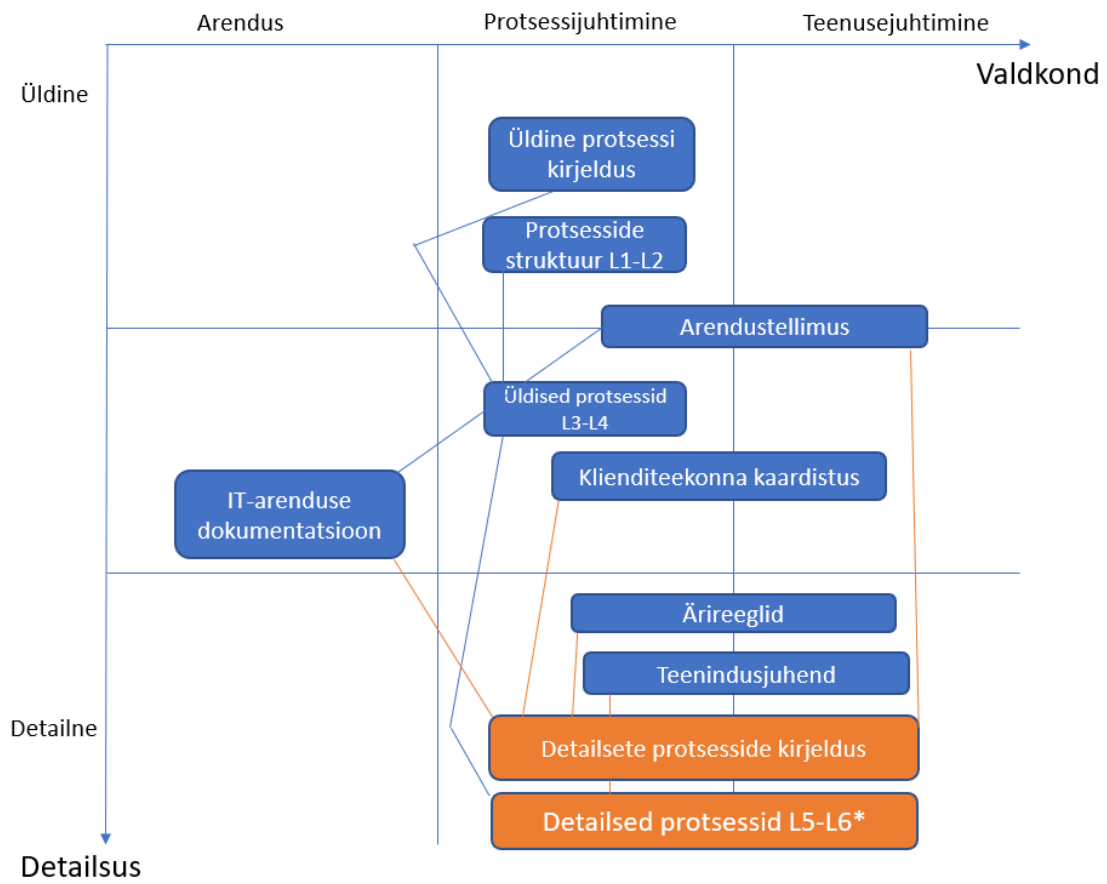 Arendus
Protsessijuhtimine
Teenusejuhtimine
Valdkond
Üldine
Üldine protsessi
kirjeldus
Protsesside
struktuur L1-L2
Arendustellimus
Üldised protsessid
L3-L4
Klienditeekonna kaardistus
IT-arenduse
dokumentatsioon
Ärireeglid
Teenindusjuhend
Detailne
Detailsete protsesside kirjeldus
Detailsed protsessid L5-L6*
Detailsus